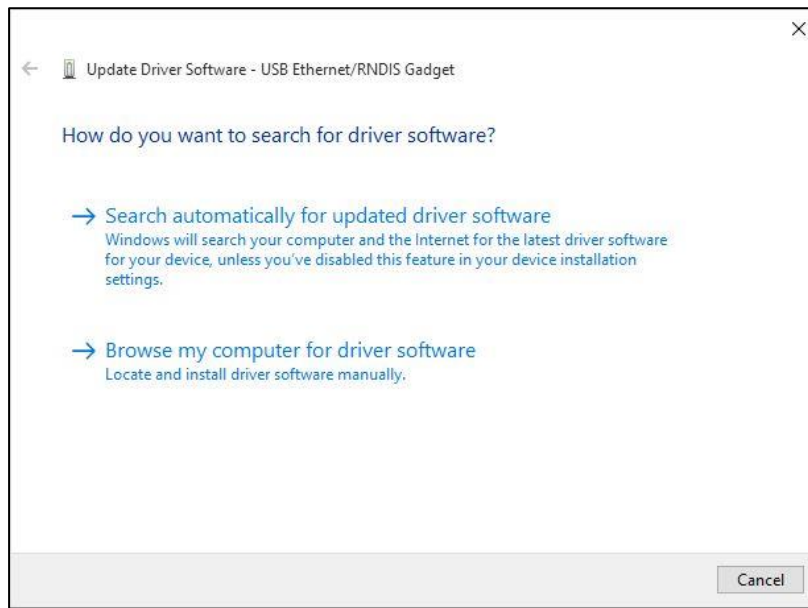 Update Driver Software - USB Ethernet/RNDIS Gadget
How do you want to search for driver software?
Search automatically for updated driver software
Windows will search your computer and the Internet for the latest driver software
for your device, unless you've disabled this feature in your device installation
settings.
Browse my computer for driver software
Locate and install driver software manually.
Cancel